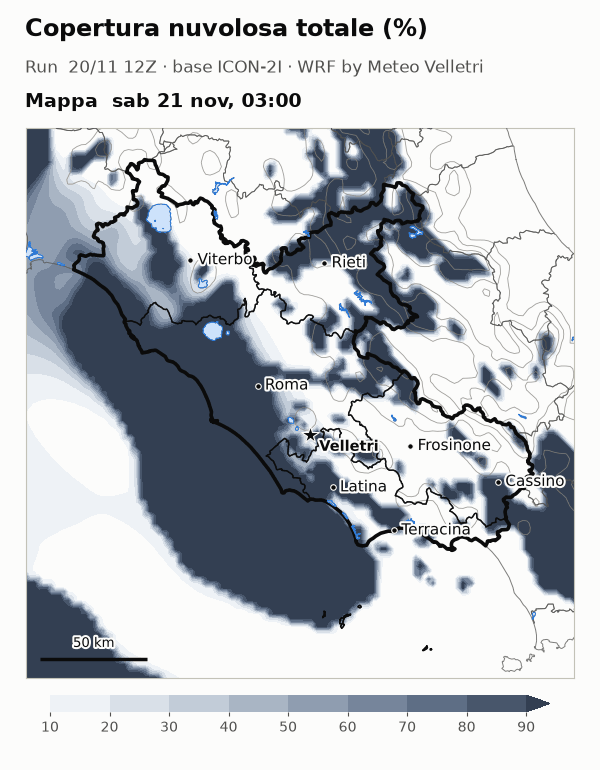 Copertura nuvolosa totale (%)
Run  20/11 12Z · base ICON-2I · WRF by Meteo Velletri
Mappa  sab 21 nov, 03:00
Viterbo
Rieti
Roma
Velletri
Frosinone
Latina
Cassino
Terracina
50 km
10 20 30 40 50 60 70 80 90